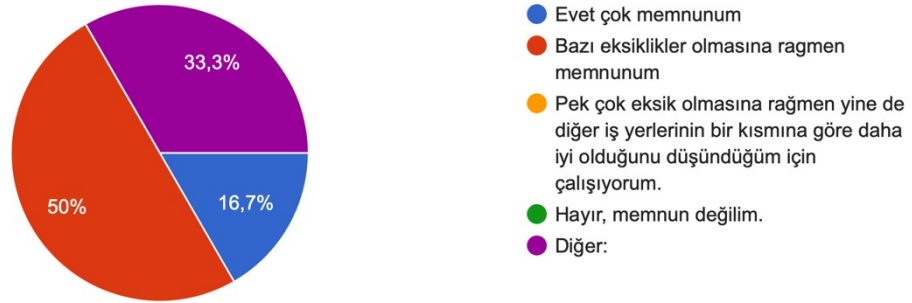 33,3%
16,7%
50%
Evet çok memnunum
Bazı eksiklikler olmasına ragmen
memnunum
Pek çok eksik olmasına rağmen yine de
diğer iş yerlerinin bir kısmına göre daha
iyi olduğunu düşündüğüm için
çalışıyorum.
Hayır, memnun değilim.
Diğer: